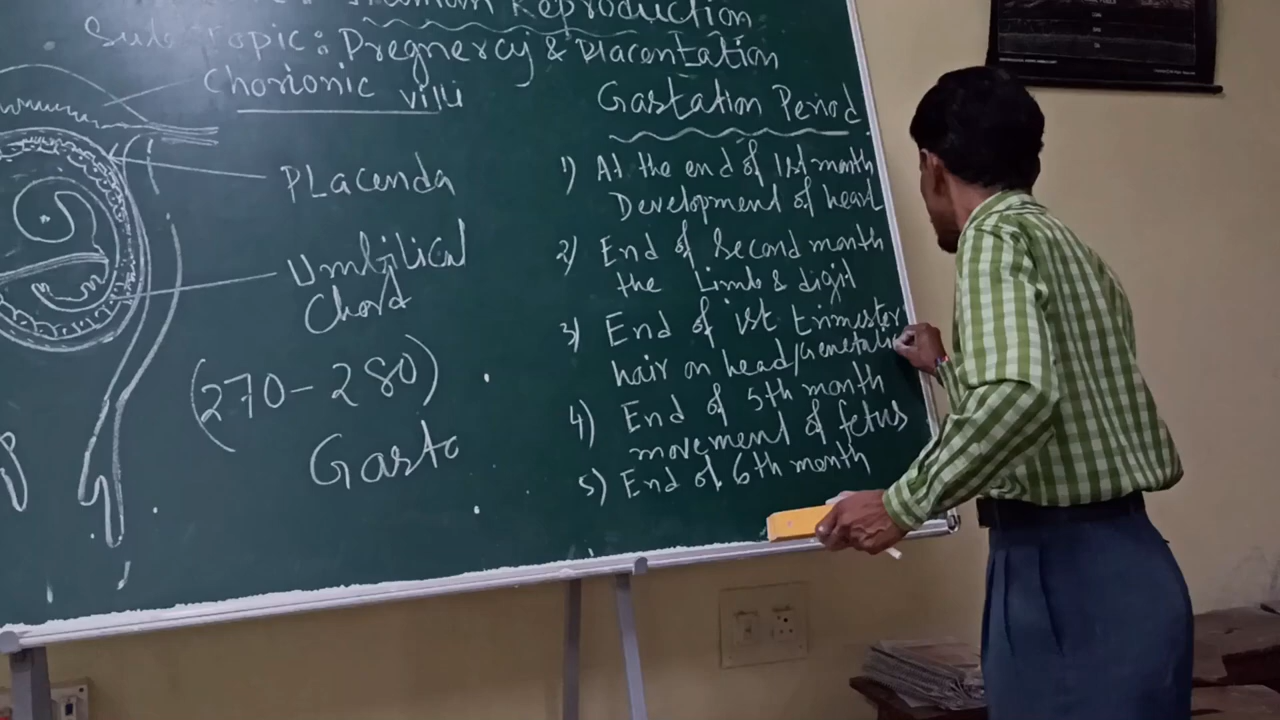 Human Reproduction
Sub Topic: Pregnercy & Placentation
Chorionic villi
Placenda
Umbilical
Chord
(270-280)
Gasta
Gastation Period
1) At the end of 1st month
Development of heart
2) End of Second month
the Limb & digit
3) End of 1st trimester
hair on head/Genetalia
4) End of 5th month
movement of fetus
5) End of 6th month